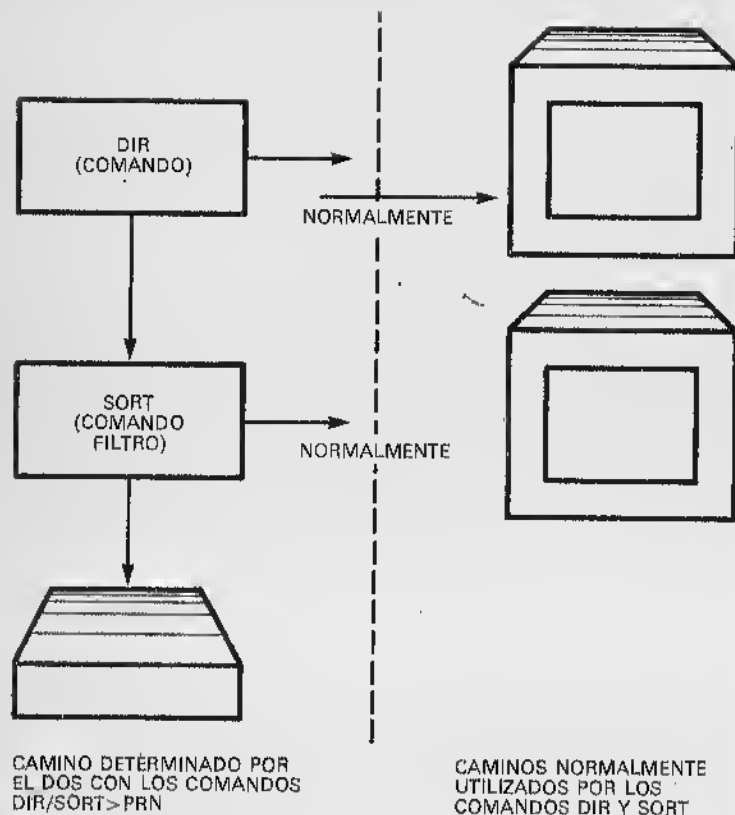 DIR
(COMANDO)
NORMALMENTE
SORT
(COMANDO
FILTRO)
NORMALMENTE
CAMINO DETERMINADO POR
EL DOS CON LOS COMANDOS
DIR/SORT>PRN
CAMINOS NORMALMENTE
UTILIZADOS POR LOS
COMANDOS DIR Y SORT